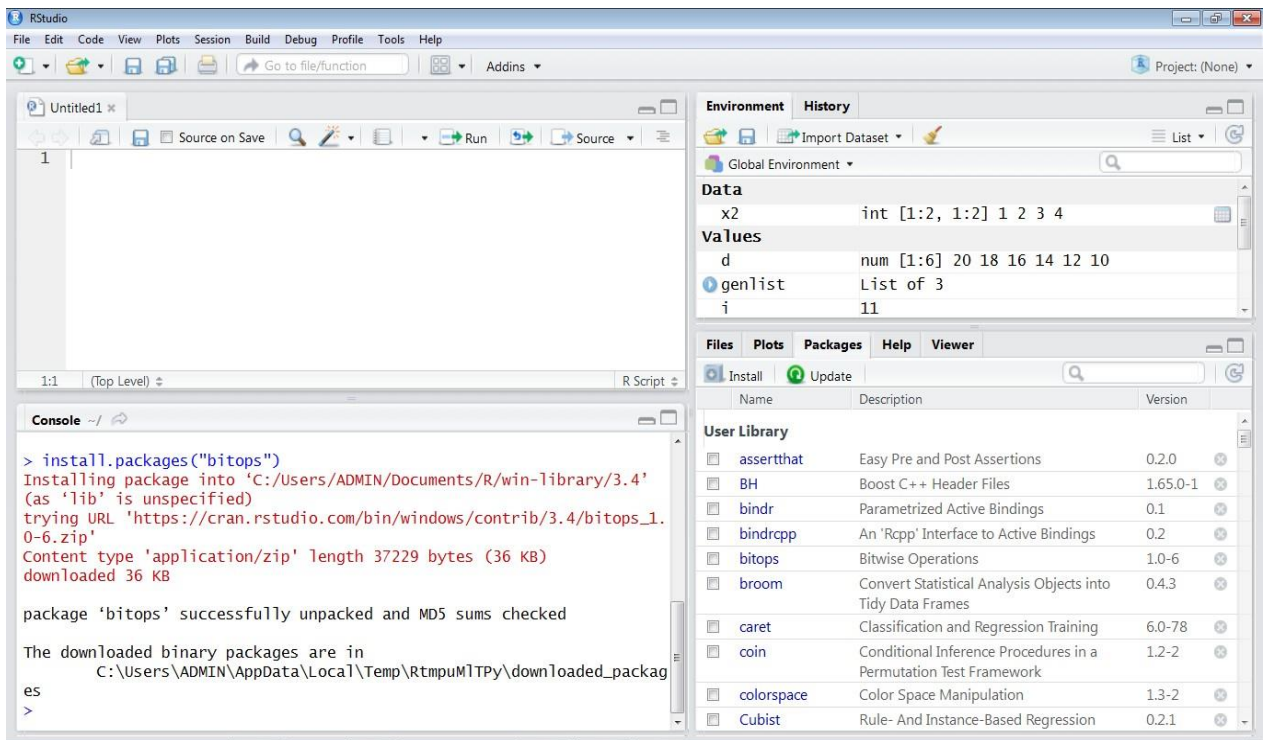 RStudio
File Edit Code View Plots Session Build Debug Profile Tools Help
Go to file/function Addins Project: (None)
Untitled1
Source on Save Run Source
1
1:1 (Top Level) R Script
Console ~/
> install.packages("bitops")
Installing package into ‘C:/Users/ADMIN/Documents/R/win-library/3.4’
(as ‘lib’ is unspecified)
trying URL 'https://cran.rstudio.com/bin/windows/contrib/3.4/bitops_1.
0-6.zip'
Content type 'application/zip' length 37229 bytes (36 KB)
downloaded 36 KB
package ‘bitops’ successfully unpacked and MD5 sums checked
The downloaded binary packages are in
C:\Users\ADMIN\AppData\Local\Temp\RtmpuMlTPy\downloaded_packag
es
>
Environment History
Import Dataset List
Global Environment
Data
x2 int [1:2, 1:2] 1 2 3 4
Values
d num [1:6] 20 18 16 14 12 10
genlist List of 3
i 11
Files Plots Packages Help Viewer
Install Update
Name Description Version
User Library
assertthat Easy Pre and Post Assertions 0.2.0
BH Boost C++ Header Files 1.65.0-1
bindr Parametrized Active Bindings 0.1
bindrcpp An 'Rcpp' Interface to Active Bindings 0.2
bitops Bitwise Operations 1.0-6
broom Convert Statistical Analysis Objects into 0.4.3
Tidy Data Frames
caret Classification and Regression Training 6.0-78
coin Conditional Inference Procedures in a 1.2-2
Permutation Test Framework
colorspace Color Space Manipulation 1.3-2
Cubist Rule- And Instance-Based Regression 0.2.1